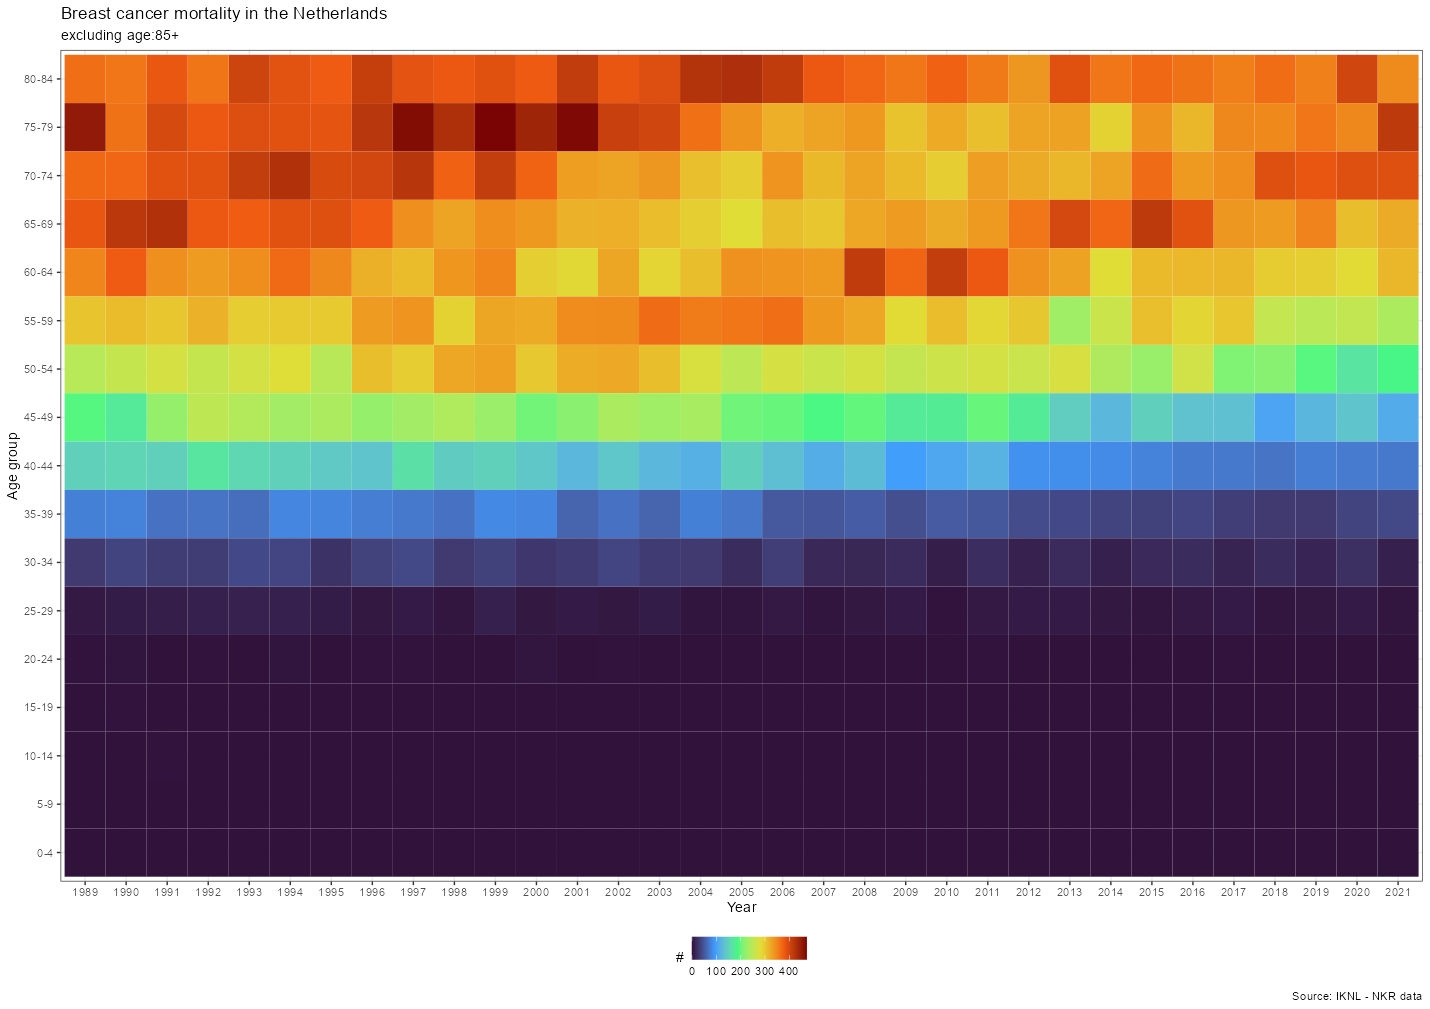 Breast cancer mortality in the Netherlands
excluding age:85+
Age group
80-84
75-79
70-74
65-69
60-64
55-59
50-54
45-49
40-44
35-39
30-34
25-29
20-24
15-19
10-14
5-9
0-4
1989 1990 1991 1992 1993 1994 1995 1996 1997 1998 1999 2000 2001 2002 2003 2004 2005 2006 2007 2008 2009 2010 2011 2012 2013 2014 2015 2016 2017 2018 2019 2020 2021
Year
#
0 100 200 300 400
Source: IKNL - NKR data